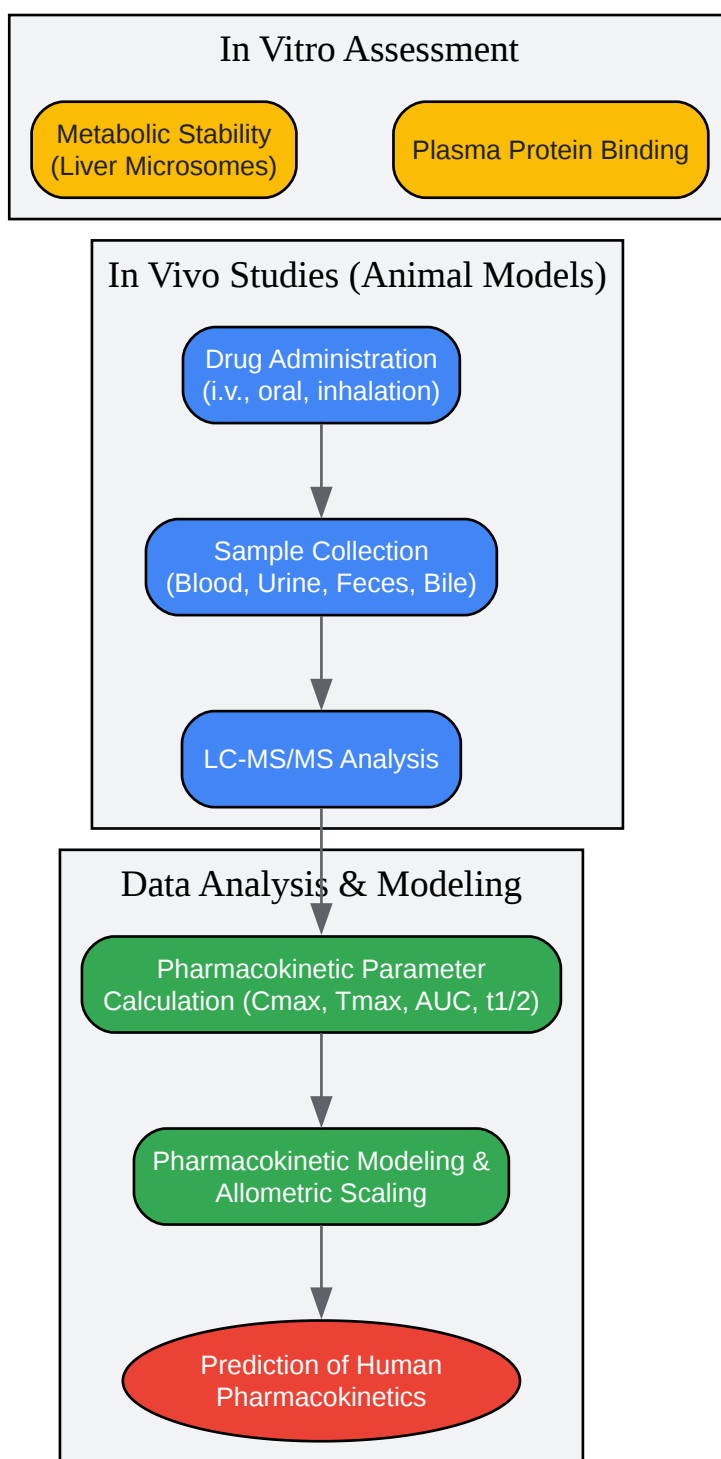 In Vitro Assessment
Metabolic Stability
(Liver Microsomes)
Plasma Protein Binding
In Vivo Studies (Animal Models)
Drug Administration
(i.v., oral, inhalation)
Sample Collection
(Blood, Urine, Feces, Bile)
LC-MS/MS Analysis
Data Analysis & Modeling
Pharmacokinetic Parameter
Calculation (Cmax, Tmax, AUC, t1/2)
Pharmacokinetic Modeling &
Allometric Scaling
Prediction of Human
Pharmacokinetics